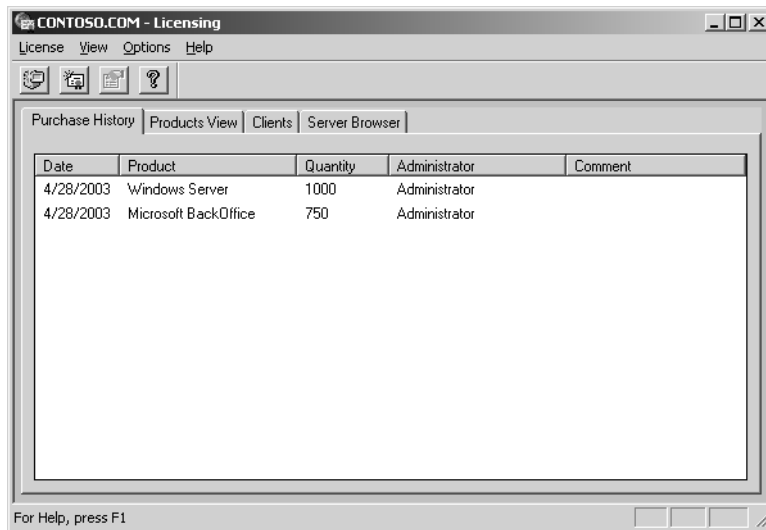 CONTOSO.COM - Licensing
License View Options Help
Purchase History Products View Clients Server Browser
Date Product Quantity Administrator Comment
4/28/2003 Windows Server 1000 Administrator
4/28/2003 Microsoft BackOffice 750 Administrator
For Help, press F1